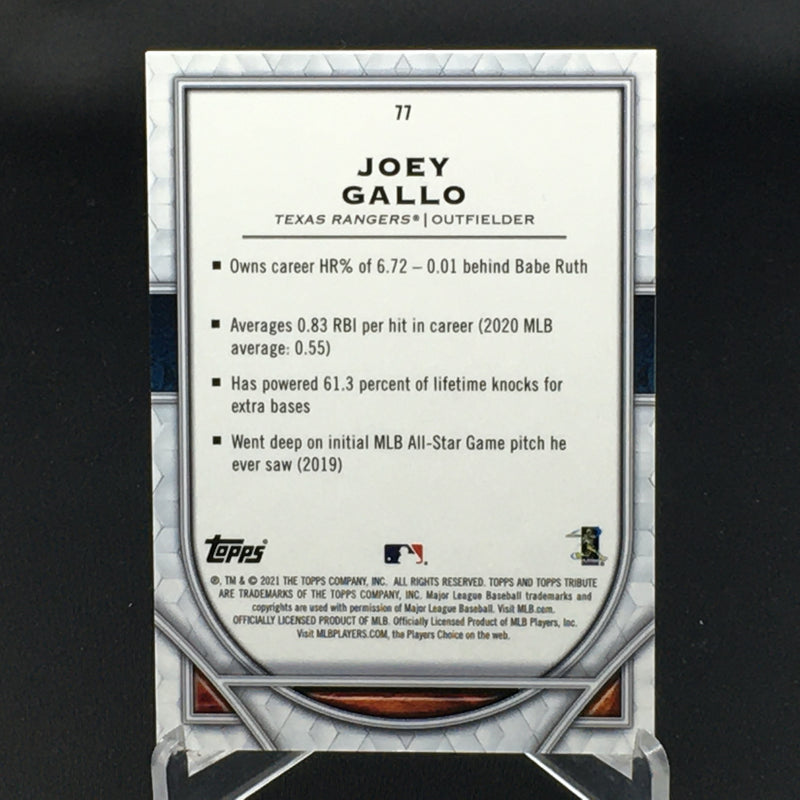 77
JOEY
GALLO
TEXAS RANGERS® | OUTFIELDER
▪ Owns career HR% of 6.72 – 0.01 behind Babe Ruth
▪ Averages 0.83 RBI per hit in career (2020 MLB
average: 0.55)
▪ Has powered 61.3 percent of lifetime knocks for
extra bases
▪ Went deep on initial MLB All-Star Game pitch he
ever saw (2019)
Topps
®, TM & © 2021 THE TOPPS COMPANY, INC. ALL RIGHTS RESERVED. TOPPS AND TOPPS TRIBUTE
ARE TRADEMARKS OF THE TOPPS COMPANY, INC. Major League Baseball trademarks and
copyrights are used with permission of Major League Baseball. Visit MLB.com.
OFFICIALLY LICENSED PRODUCT OF MLB. Officially Licensed Product of MLB Players, Inc.
Visit MLBPLAYERS.COM, the Players Choice on the web.